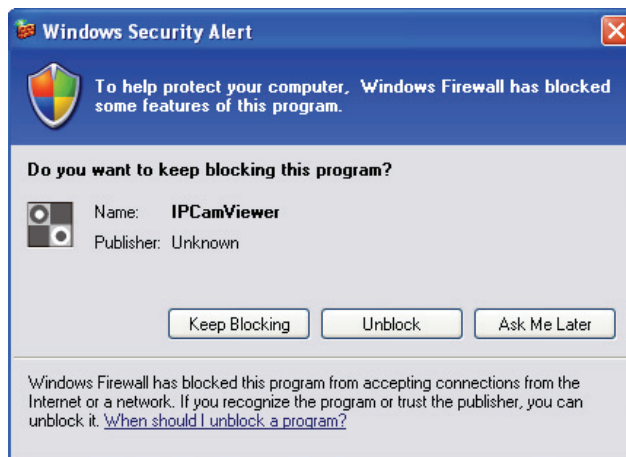 Windows Security Alert
To help protect your computer, Windows Firewall has blocked
some features of this program.
Do you want to keep blocking this program?
Name: IPCamViewer
Publisher: Unknown
Keep Blocking Unblock Ask Me Later
Windows Firewall has blocked this program from accepting connections from the
Internet or a network. If you recognize the program or trust the publisher, you can
unblock it. When should I unblock a program?